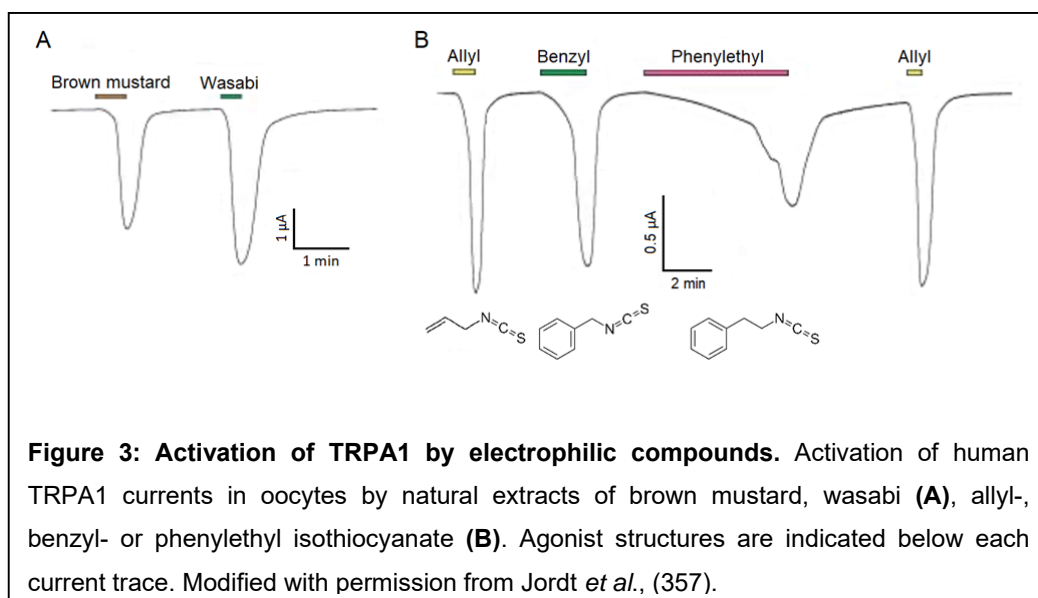 A
B
Brown mustard Wasabi
Allyl Benzyl Phenylethyl Allyl
1 µA
1 min
0.5 µA
2 min
N=C=S
N=C=S
N=C=S
Figure 3: Activation of TRPA1 by electrophilic compounds. Activation of human
TRPA1 currents in oocytes by natural extracts of brown mustard, wasabi (A), allyl-,
benzyl- or phenylethyl isothiocyanate (B). Agonist structures are indicated below each
current trace. Modified with permission from Jordt et al., (357).